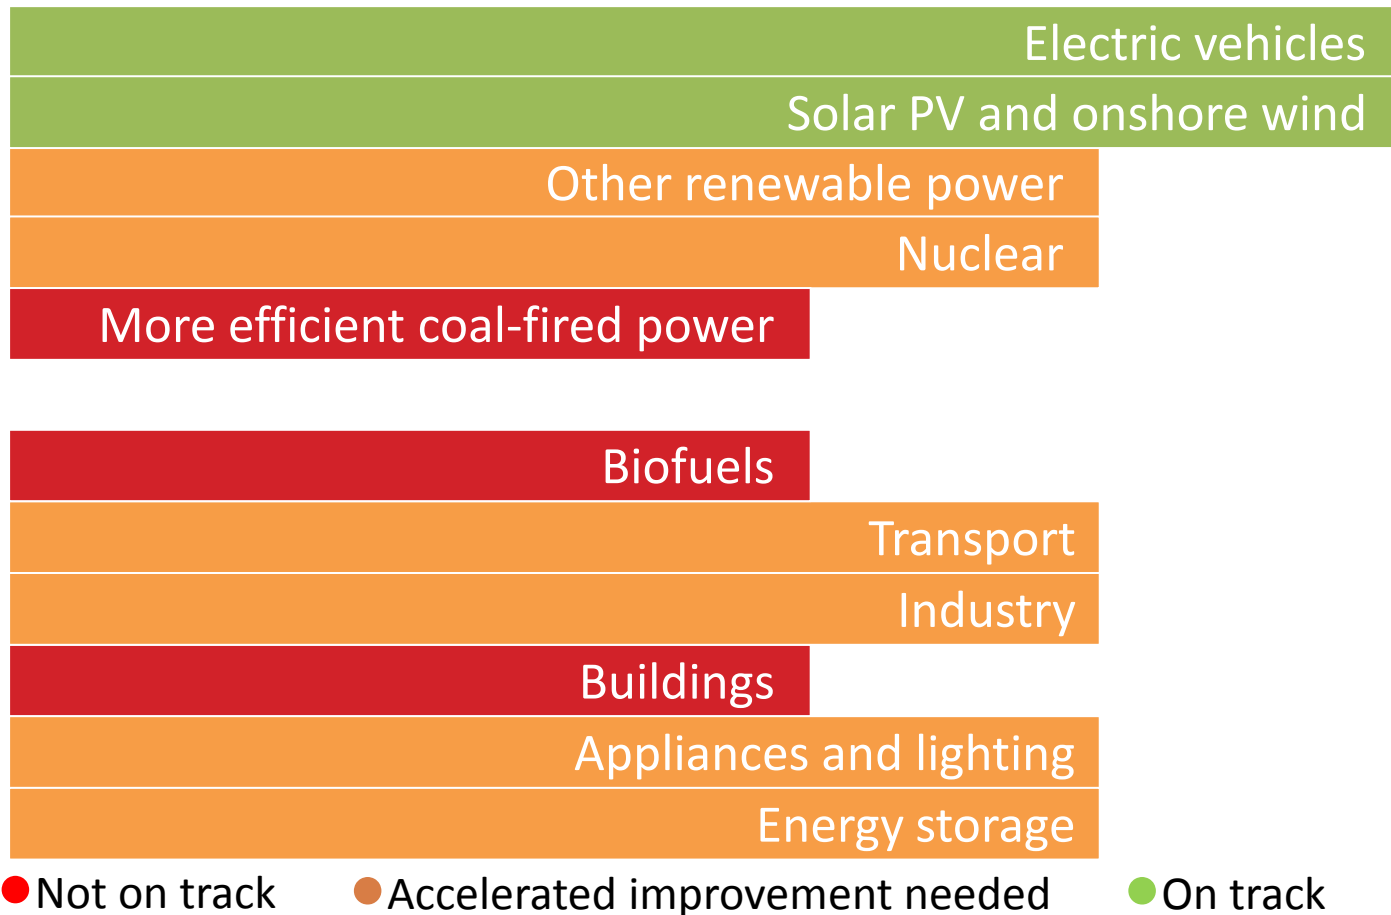 Electric vehicles
Solar PV and onshore wind
Other renewable power
Nuclear
More efficient coal-fired power
Biofuels
Transport
Industry
Buildings
Appliances and lighting
Energy storage
Not on track Accelerated improvement needed On track